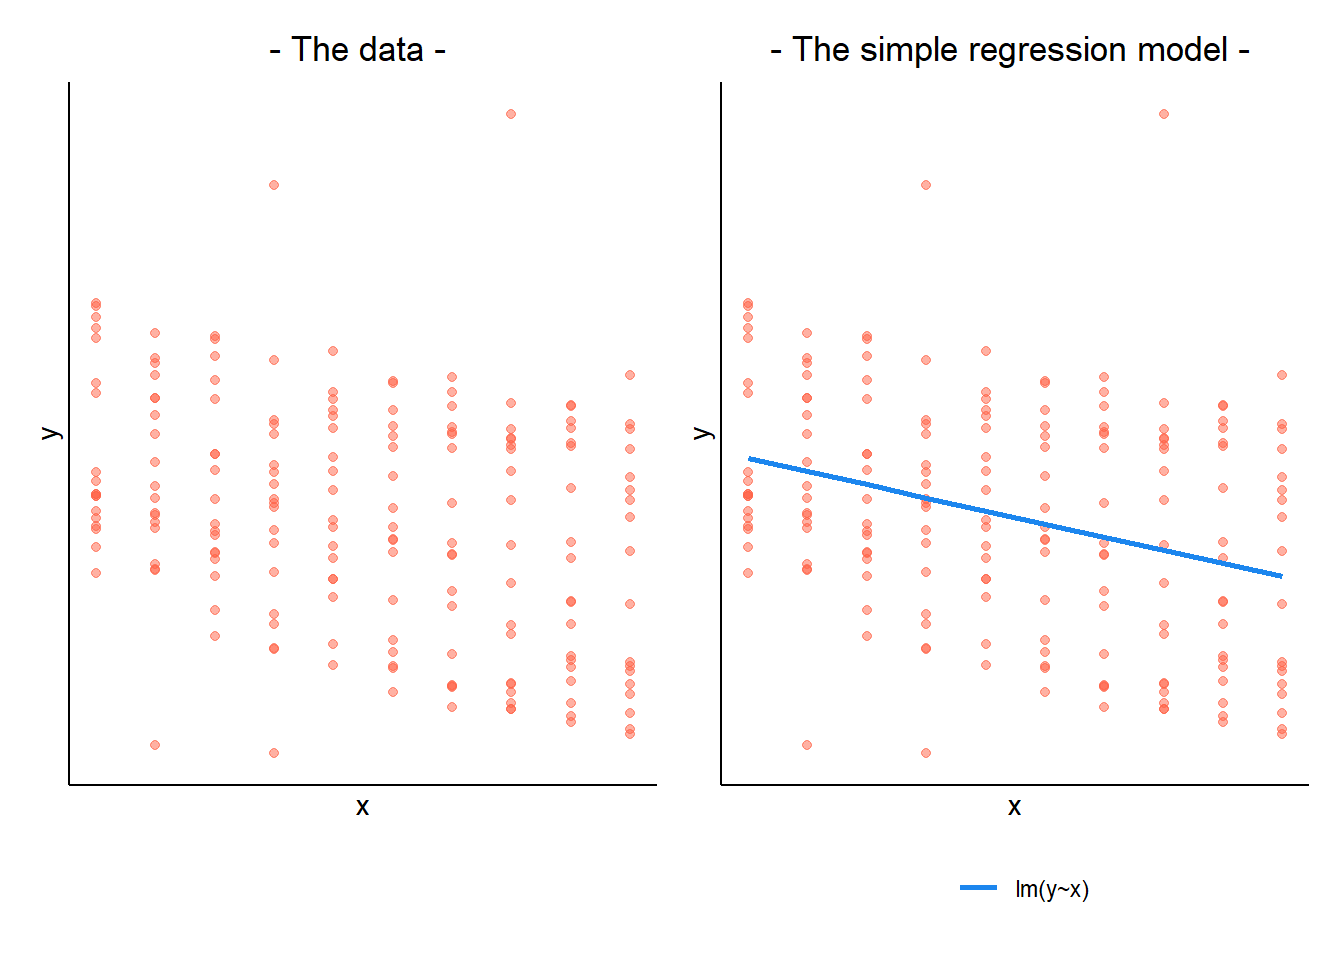 - The data -
- The simple regression model -
y
y
x
x
lm(y~x)